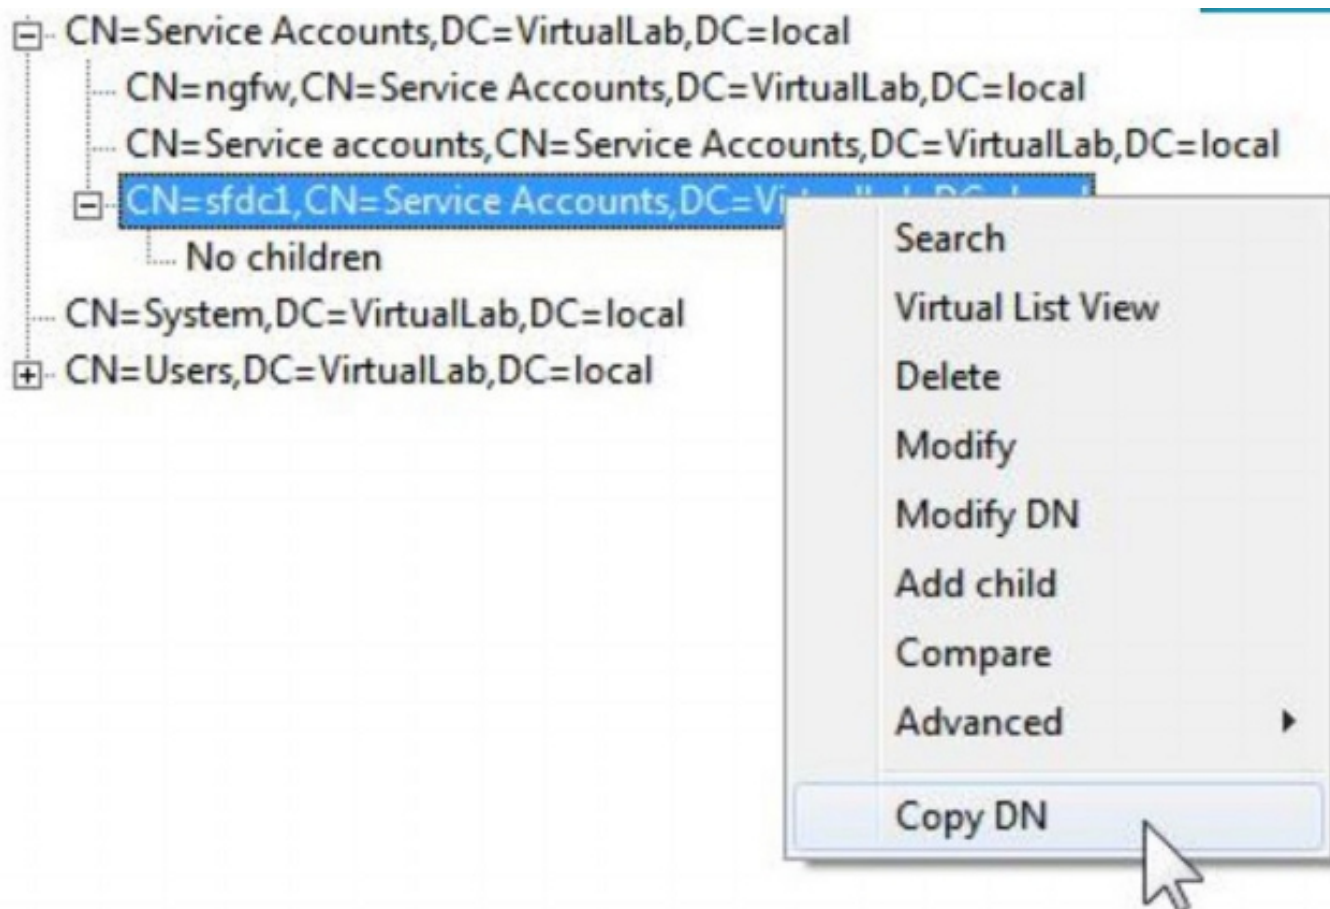 CN=Service Accounts,DC=VirtualLab,DC=local
CN=ngfw,CN=Service Accounts,DC=VirtualLab,DC=local
CN=Service accounts,CN=Service Accounts,DC=VirtualLab,DC=local
CN=sfdc1,CN=Service Accounts,DC=
No children
CN=System,DC=VirtualLab,DC=local
CN=Users,DC=VirtualLab,DC=local
Search
Virtual List View
Delete
Modify
Modify DN
Add child
Compare
Advanced
Copy DN